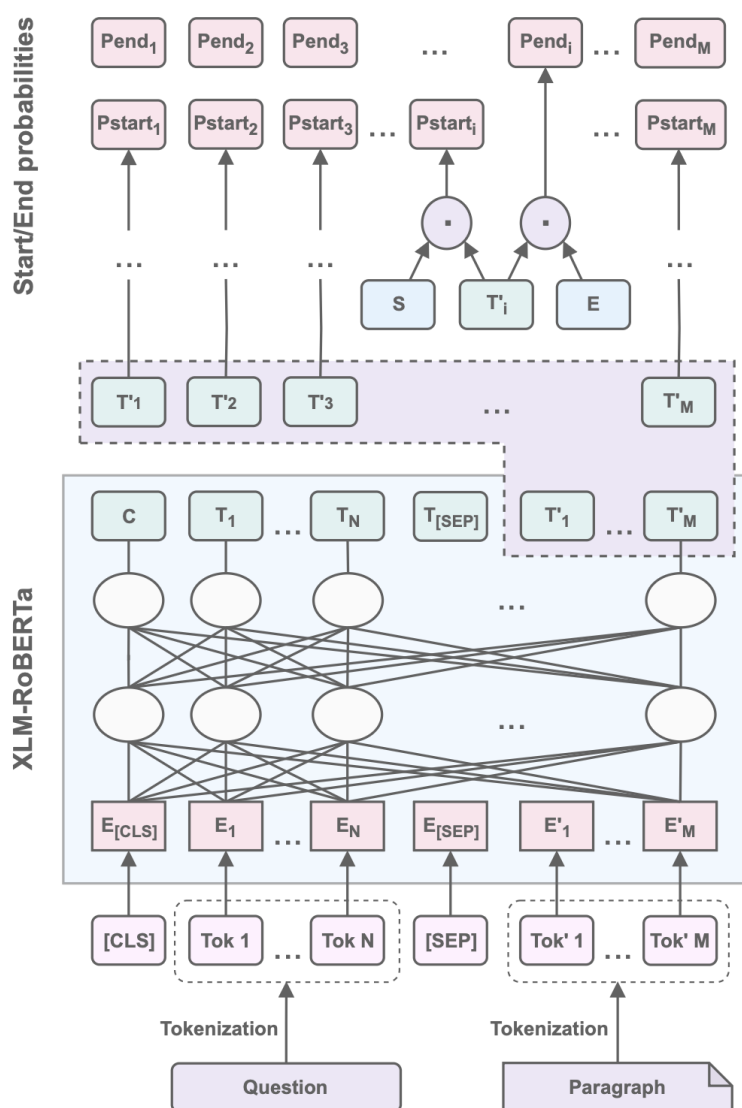 Start/End probabilities
Pend1 Pend2 Pend3 ... Pendi ... PendM
Pstart1 Pstart2 Pstart3 ... Pstarti ... PstartM
. .
... ... ... ...
S T'i E
T'1 T'2 T'3 ... T'M
XLM-RoBERTa
C T1 ... TN T[SEP] T'1 ... T'M
...
...
E[CLS] E1 ... EN E[SEP] E'1 ... E'M
[CLS] Tok 1 ... Tok N [SEP] Tok' 1 ... Tok' M
Tokenization Tokenization
Question Paragraph